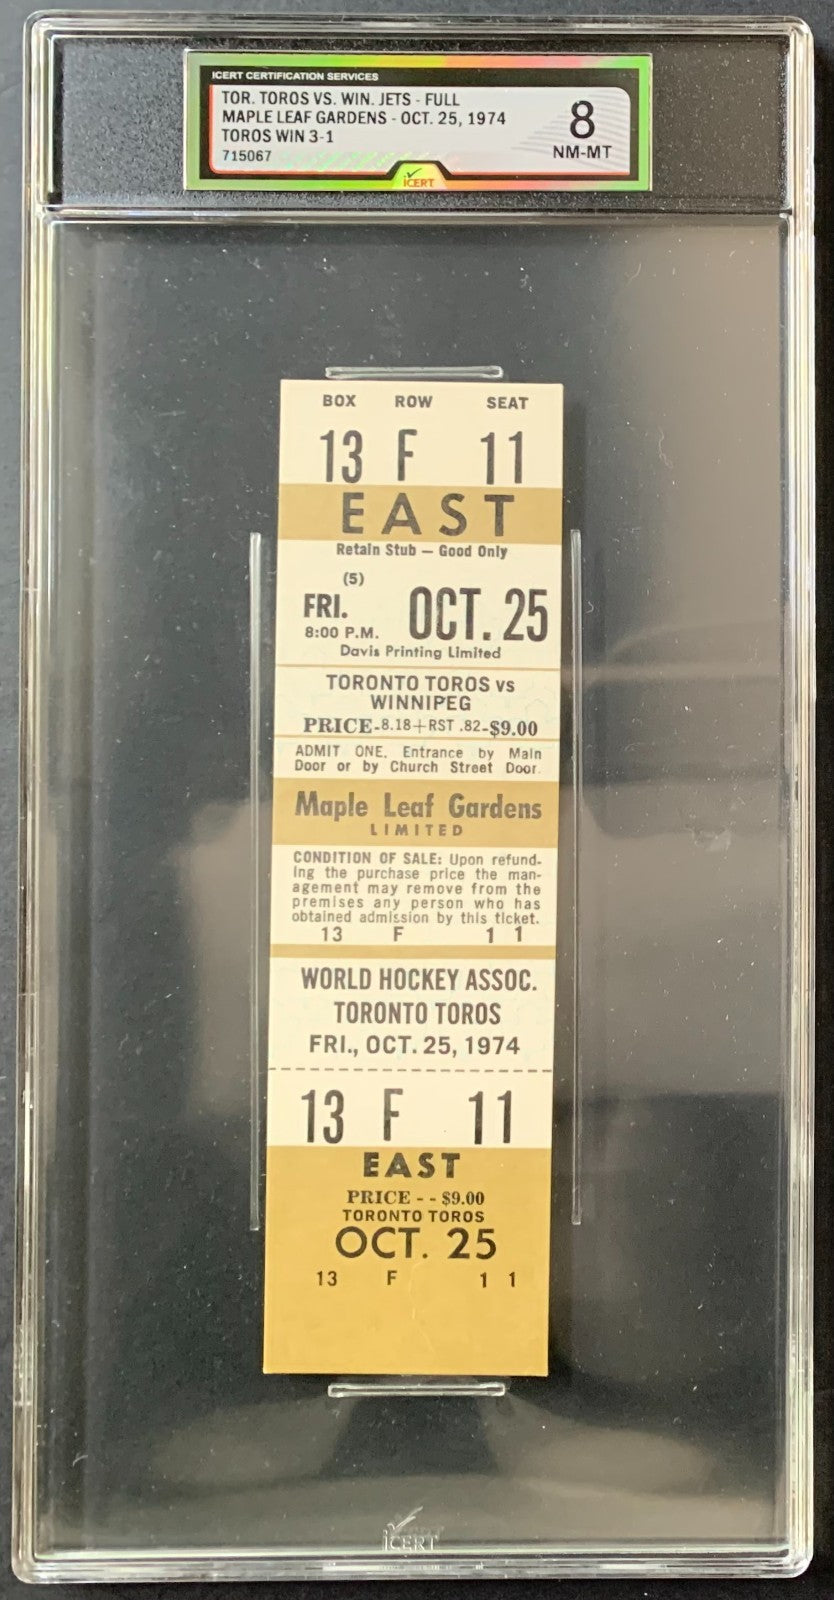 ICERT CERTIFICATION SERVICES
TOR. TOROS VS. WIN. JETS - FULL
MAPLE LEAF GARDENS - OCT. 25, 1974
TOROS WIN 3-1
715067
8
NM-MT
iCERT
BOX ROW SEAT
13 F 11
EAST
Retain Stub — Good Only
(5)
FRI. OCT. 25
8:00 P.M.
Davis Printing Limited
TORONTO TOROS vs
WINNIPEG
PRICE-8.18+RST .82-$9.00
ADMIT ONE. Entrance by Main
Door or by Church Street Door.
Maple Leaf Gardens
LIMITED
CONDITION OF SALE: Upon refund-
ing the purchase price the man-
agement may remove from the
premises any person who has
obtained admission by this ticket.
13 F 1 1
WORLD HOCKEY ASSOC.
TORONTO TOROS
FRI., OCT. 25, 1974
13 F 11
EAST
PRICE - - $9.00
TORONTO TOROS
OCT. 25
13 F 1 1
iCERT